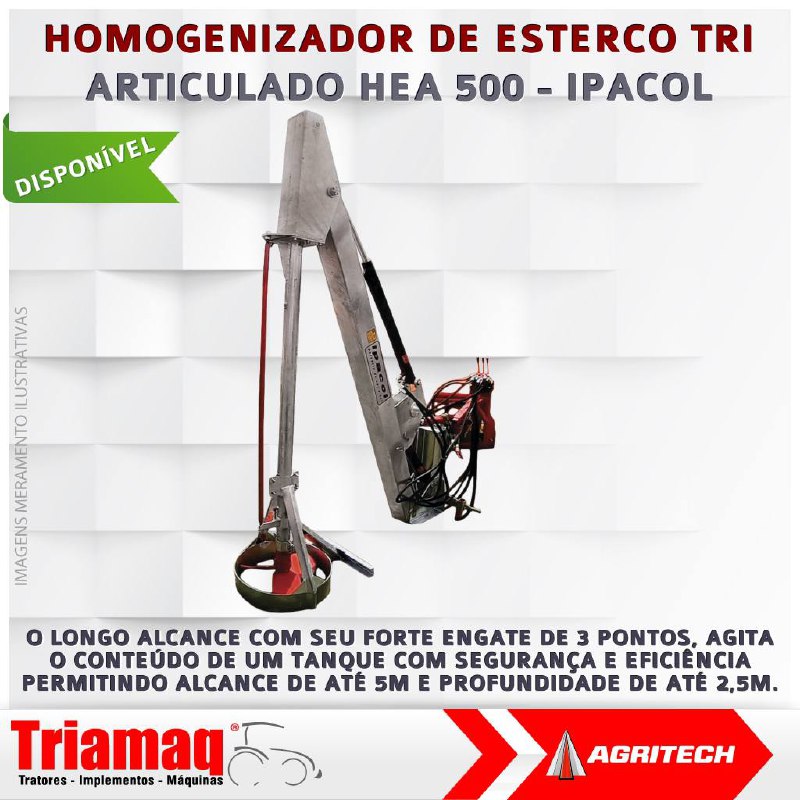 HOMOGENIZADOR DE ESTERCO TRI
ARTICULADO HEA 500 - IPACOL
DISPONÍVEL
IMAGENS MERAMENTO ILUSTRATIVAS
ipacol
O LONGO ALCANCE COM SEU FORTE ENGATE DE 3 PONTOS, AGITA
O CONTEÚDO DE UM TANQUE COM SEGURANÇA E EFICIÊNCIA
PERMITINDO ALCANCE DE ATÉ 5M E PROFUNDIDADE DE ATÉ 2,5M.
Triamaq®
Tratores - Implementos - Máquinas
AGRITECH